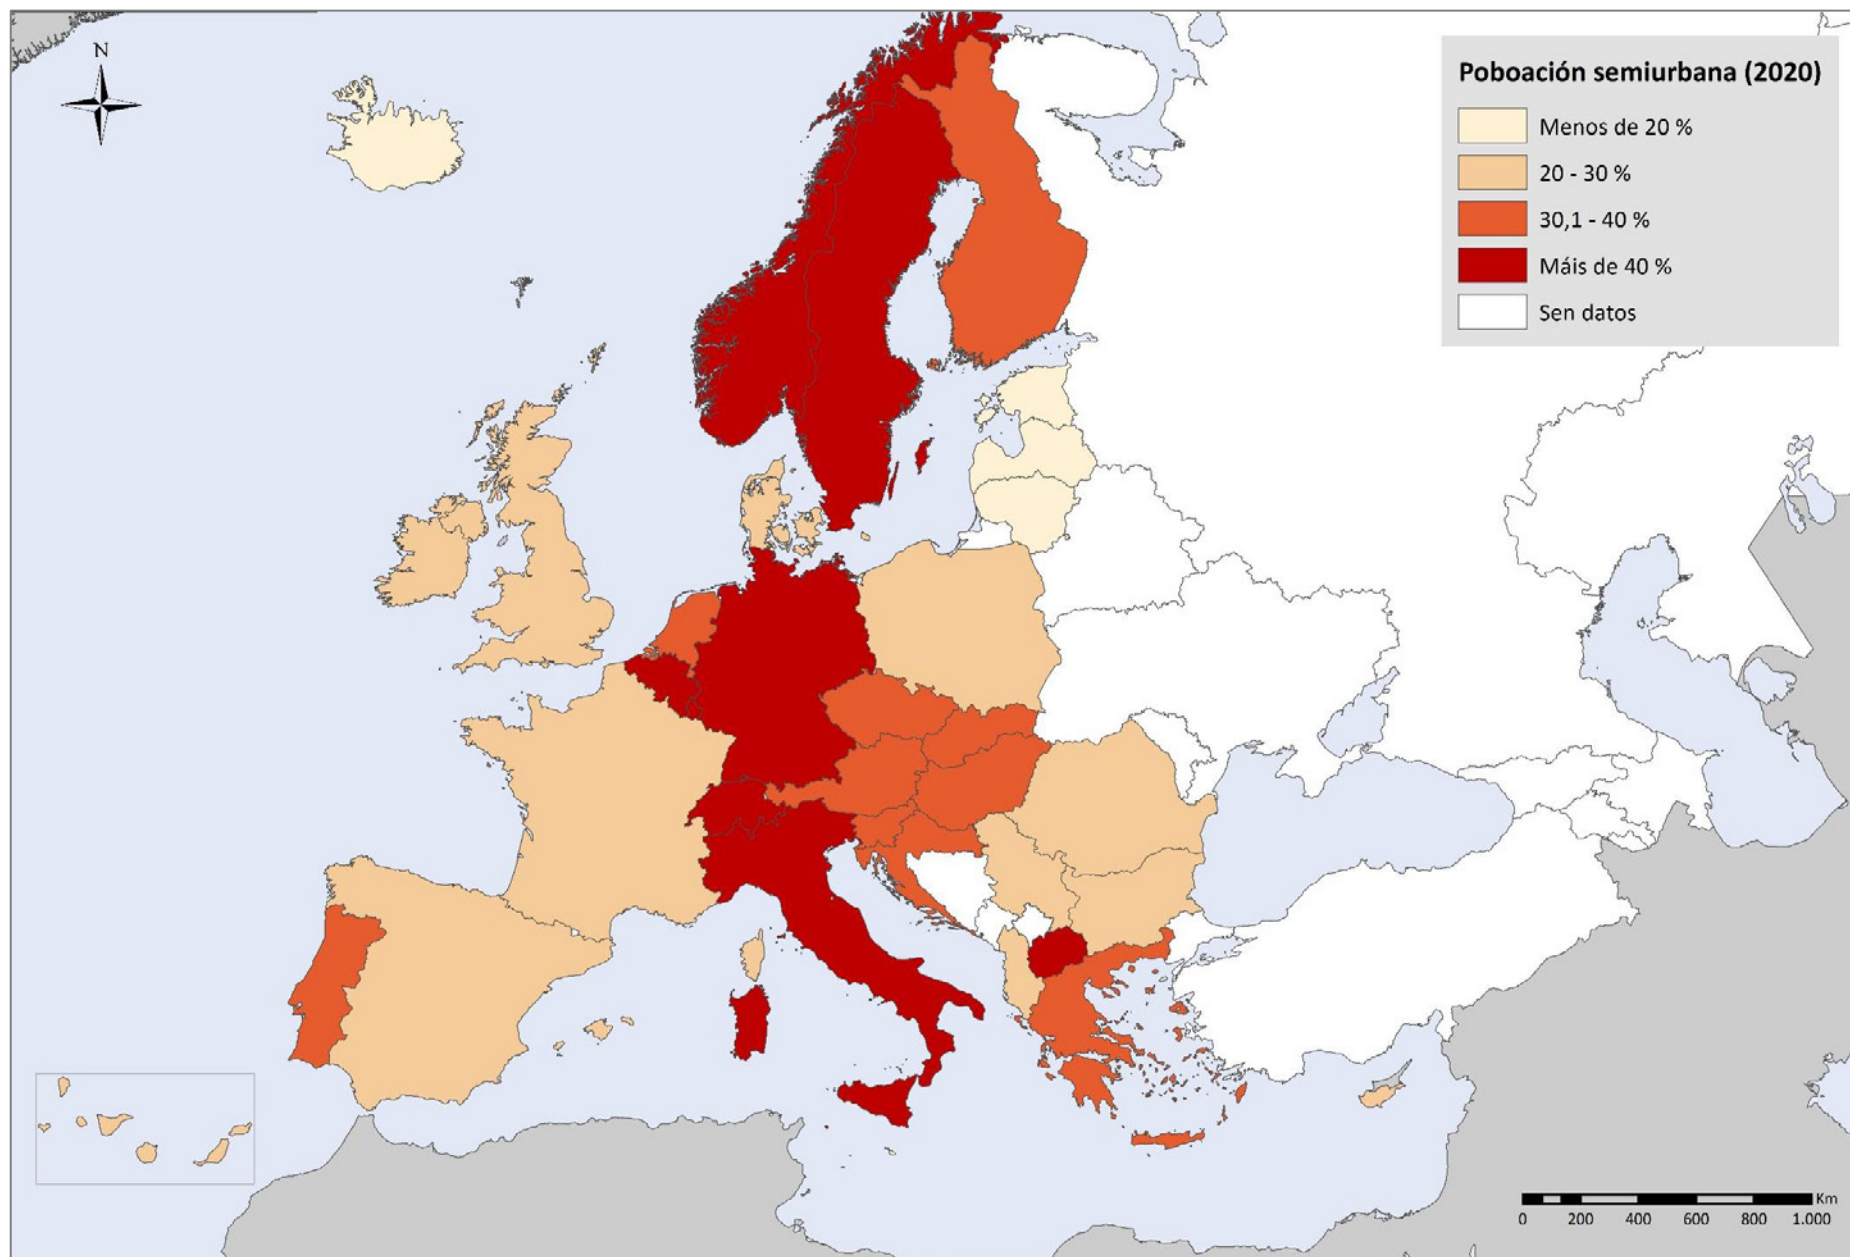 N
Poboación semiurbana (2020)
Menos de 20 %
20 - 30 %
30,1 - 40 %
Máis de 40 %
Sen datos
Km
0 200 400 600 800 1.000